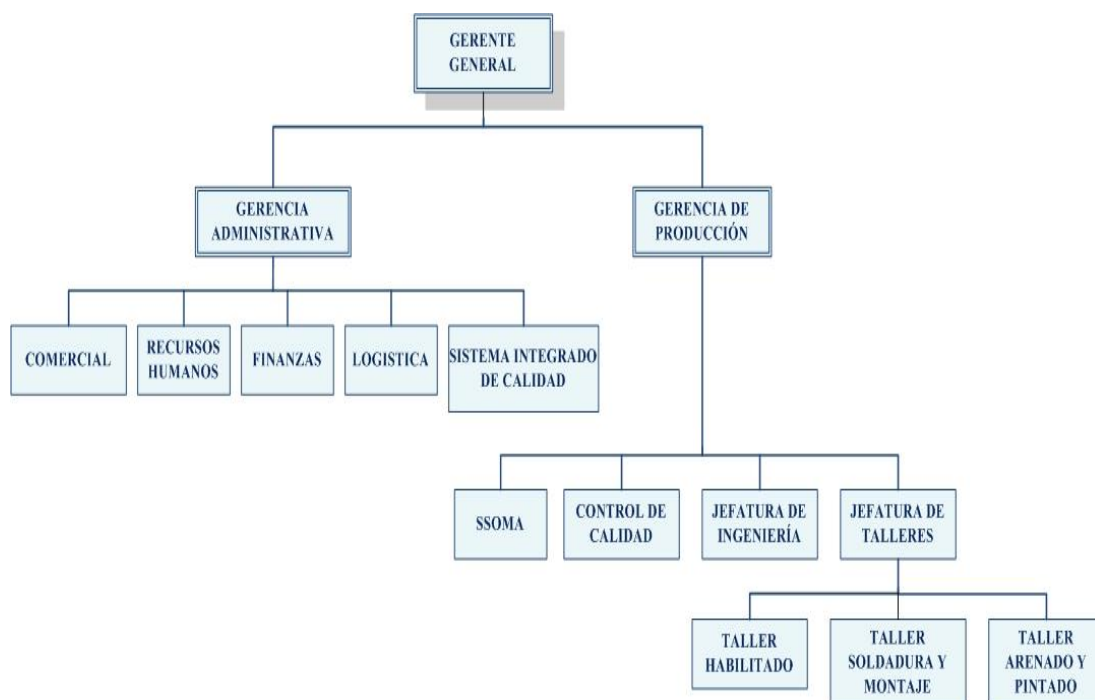 GERENTE
GENERAL
GERENCIA
ADMINISTRATIVA
GERENCIA DE
PRODUCCIÓN
COMERCIAL
RECURSOS
HUMANOS
FINANZAS
LOGISTICA
SISTEMA INTEGRADO
DE CALIDAD
SSOMA
CONTROL DE
CALIDAD
JEFATURA DE
INGENIERÍA
JEFATURA DE
TALLERES
TALLER
HABILITADO
TALLER
SOLDADURA Y
MONTAJE
TALLER
ARENADO Y
PINTADO